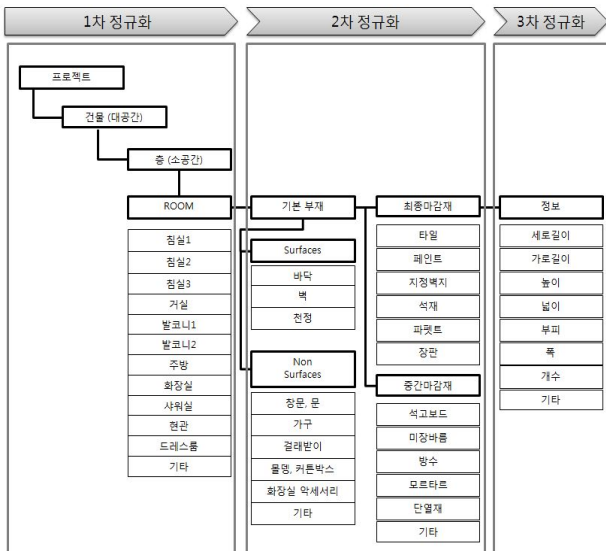 1차 정규화
2차 정규화
3차 정규화
프로젝트
건물 (대공간)
층 (소공간)
ROOM
침실1
침실2
침실3
거실
발코니1
발코니2
주방
화장실
샤워실
현관
드레스룸
기타
기본 부재
Surfaces
바닥
벽
천정
Non
Surfaces
창문, 문
가구
걸래받이
몰뎅, 커튼박스
화장실 악세서리
기타
최종마감재
타일
페인트
지정벽지
석재
파펫트
장판
중간마감재
석고보드
미장바름
방수
모르타르
단열재
기타
정보
세로길이
가로길이
높이
넓이
부피
폭
개수
기타